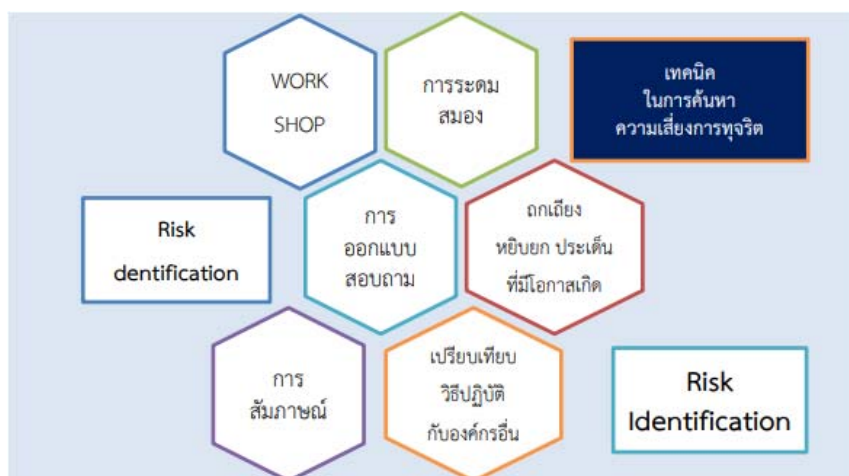 WORK
SHOP
การระดม
สมอง
เทคนิค
ในการค้นหา
ความเสี่ยงการทุจริต
Risk
dentification
การ
ออกแบบ
สอบถาม
ถกเถียง
หยิบยก ประเด็น
ที่มีโอกาสเกิด
การ
สัมภาษณ์
เปรียบเทียบ
วิธีปฏิบัติ
กับองค์กรอื่น
Risk
Identification